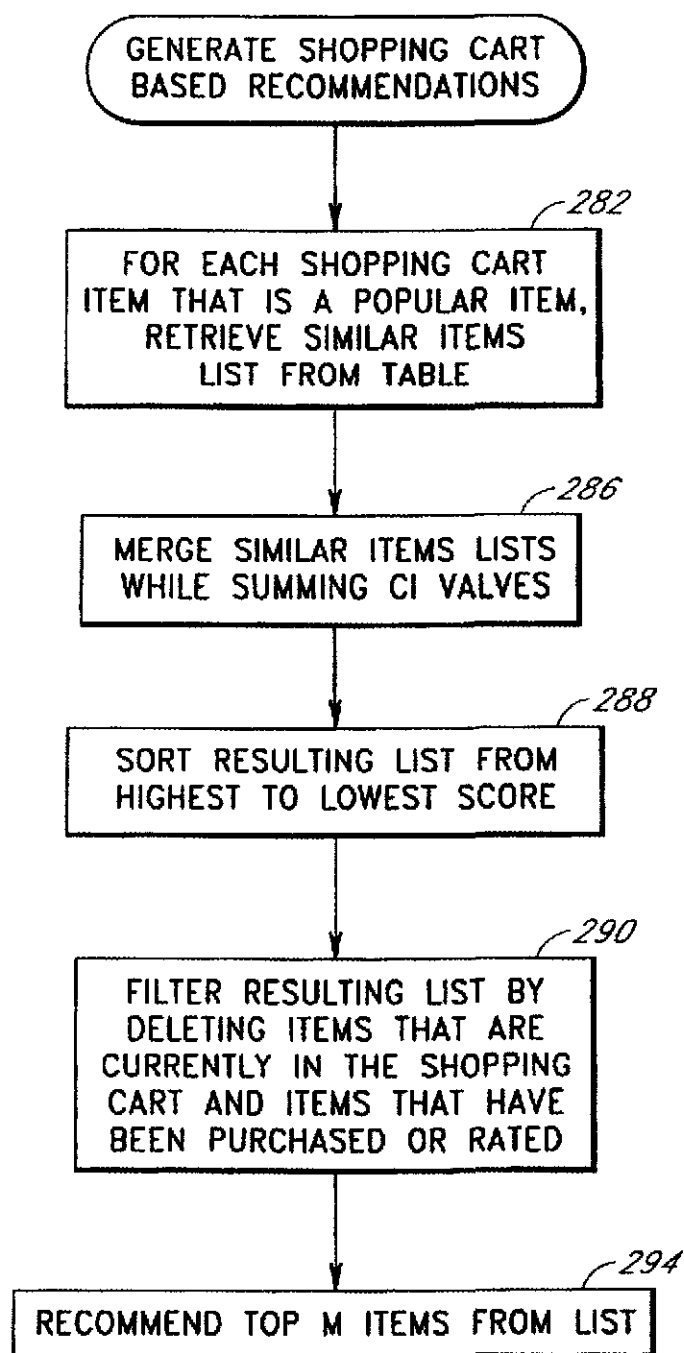 GENERATE SHOPPING CART
BASED RECOMMENDATIONS
282
FOR EACH SHOPPING CART
ITEM THAT IS A POPULAR ITEM,
RETRIEVE SIMILAR ITEMS
LIST FROM TABLE
286
MERGE SIMILAR ITEMS LISTS
WHILE SUMMING CI VALVES
288
SORT RESULTING LIST FROM
HIGHEST TO LOWEST SCORE
290
FILTER RESULTING LIST BY
DELETING ITEMS THAT ARE
CURRENTLY IN THE SHOPPING
CART AND ITEMS THAT HAVE
BEEN PURCHASED OR RATED
294
RECOMMEND TOP M ITEMS FROM LIST